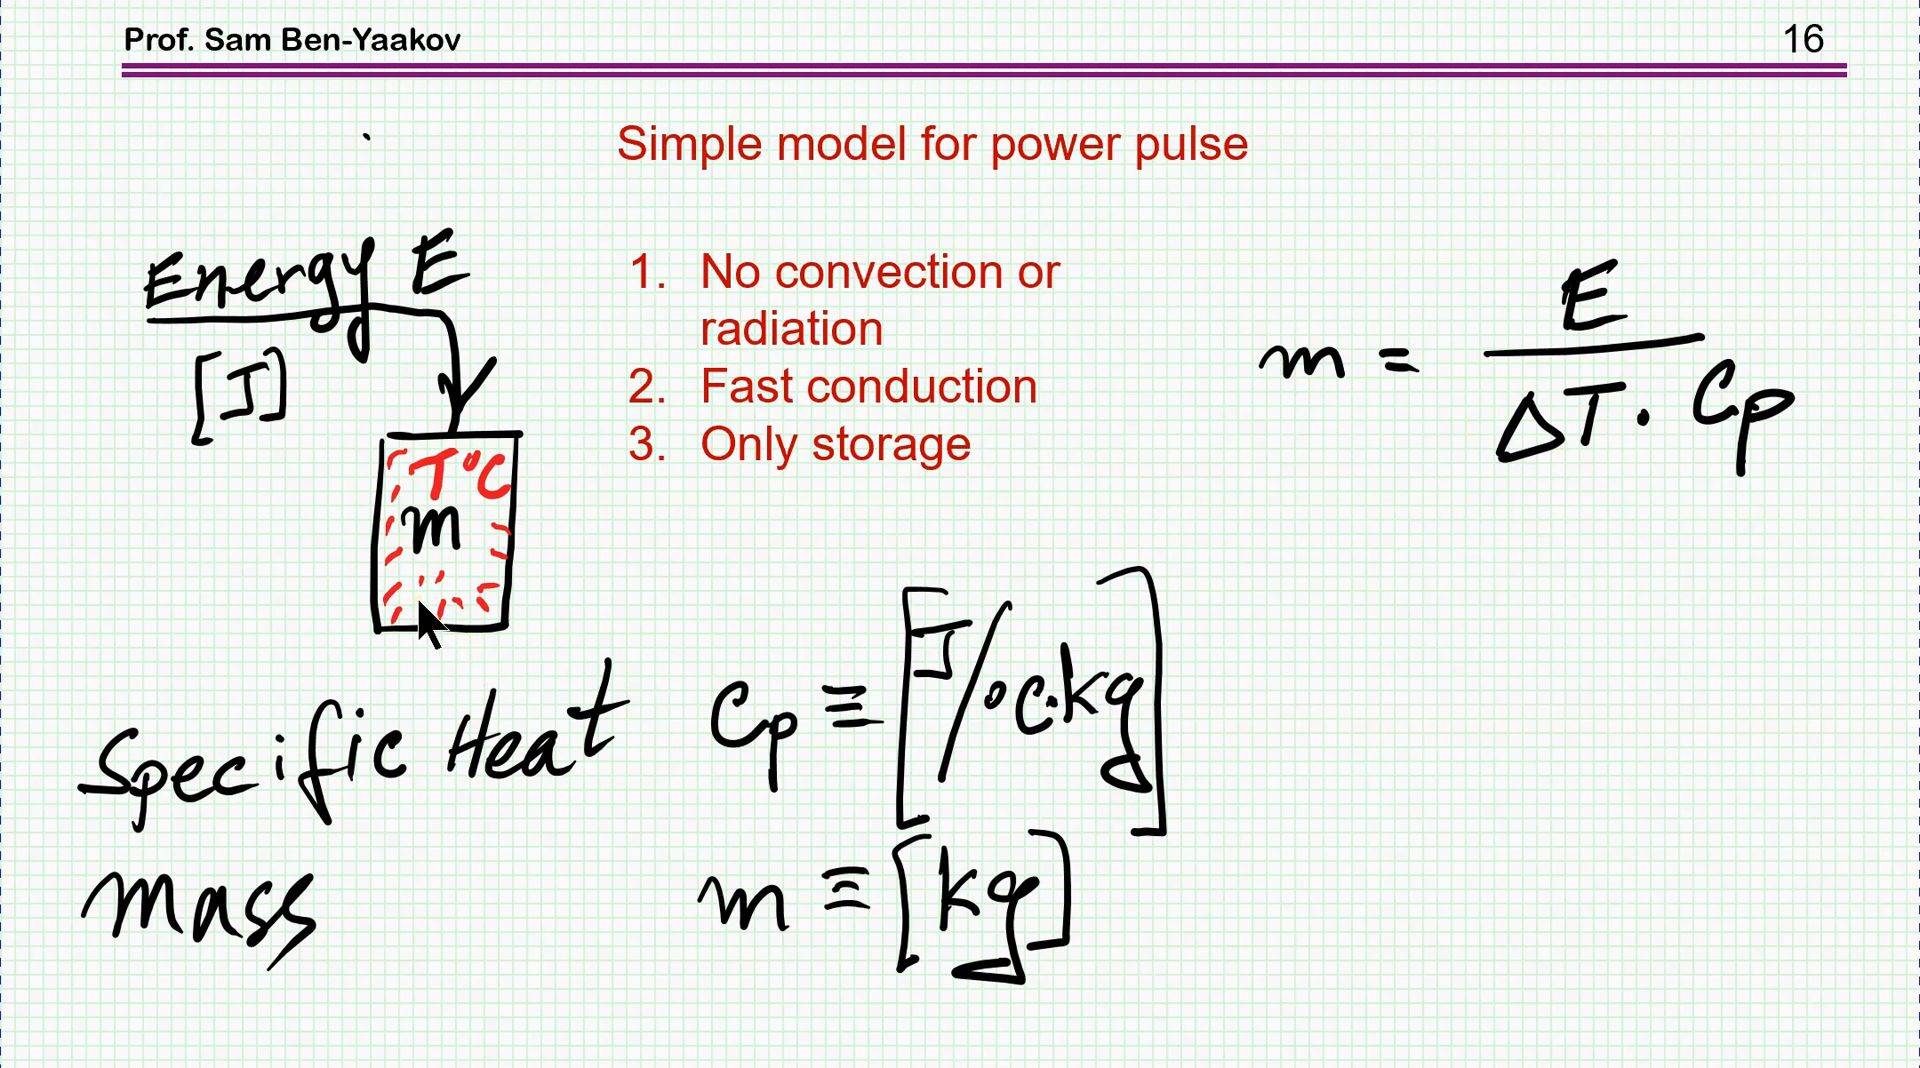 Prof. Sam Ben-Yaakov
16
Simple model for power pulse
Energy E
[J]
T°C
m
1. No convection or
radiation
2. Fast conduction
3. Only storage
m = E / ΔT · Cp
Specific Heat Cp ≡ [J/°C·kg]
mass m ≡ [kg]